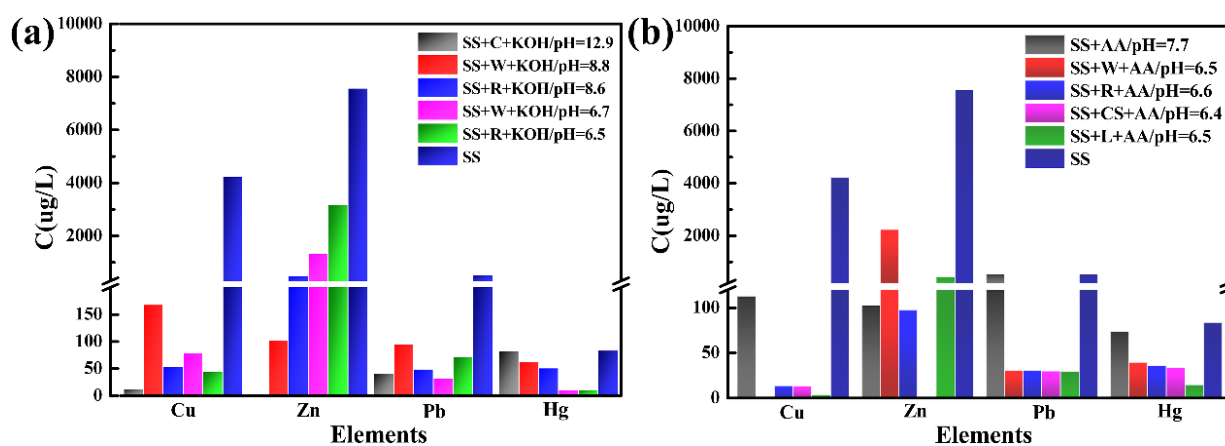 (a)
10000
8000
6000
4000
2000
150
100
50
0
C(ug/L)
SS+C+KOH/pH=12.9
SS+W+KOH/pH=8.8
SS+R+KOH/pH=8.6
SS+W+KOH/pH=6.7
SS+R+KOH/pH=6.5
SS
Cu Zn Pb Hg
Elements
(b)
10000
8000
6000
4000
2000
100
50
0
C(ug/L)
SS+AA/pH=7.7
SS+W+AA/pH=6.5
SS+R+AA/pH=6.6
SS+CS+AA/pH=6.4
SS+L+AA/pH=6.5
SS
Cu Zn Pb Hg
Elements